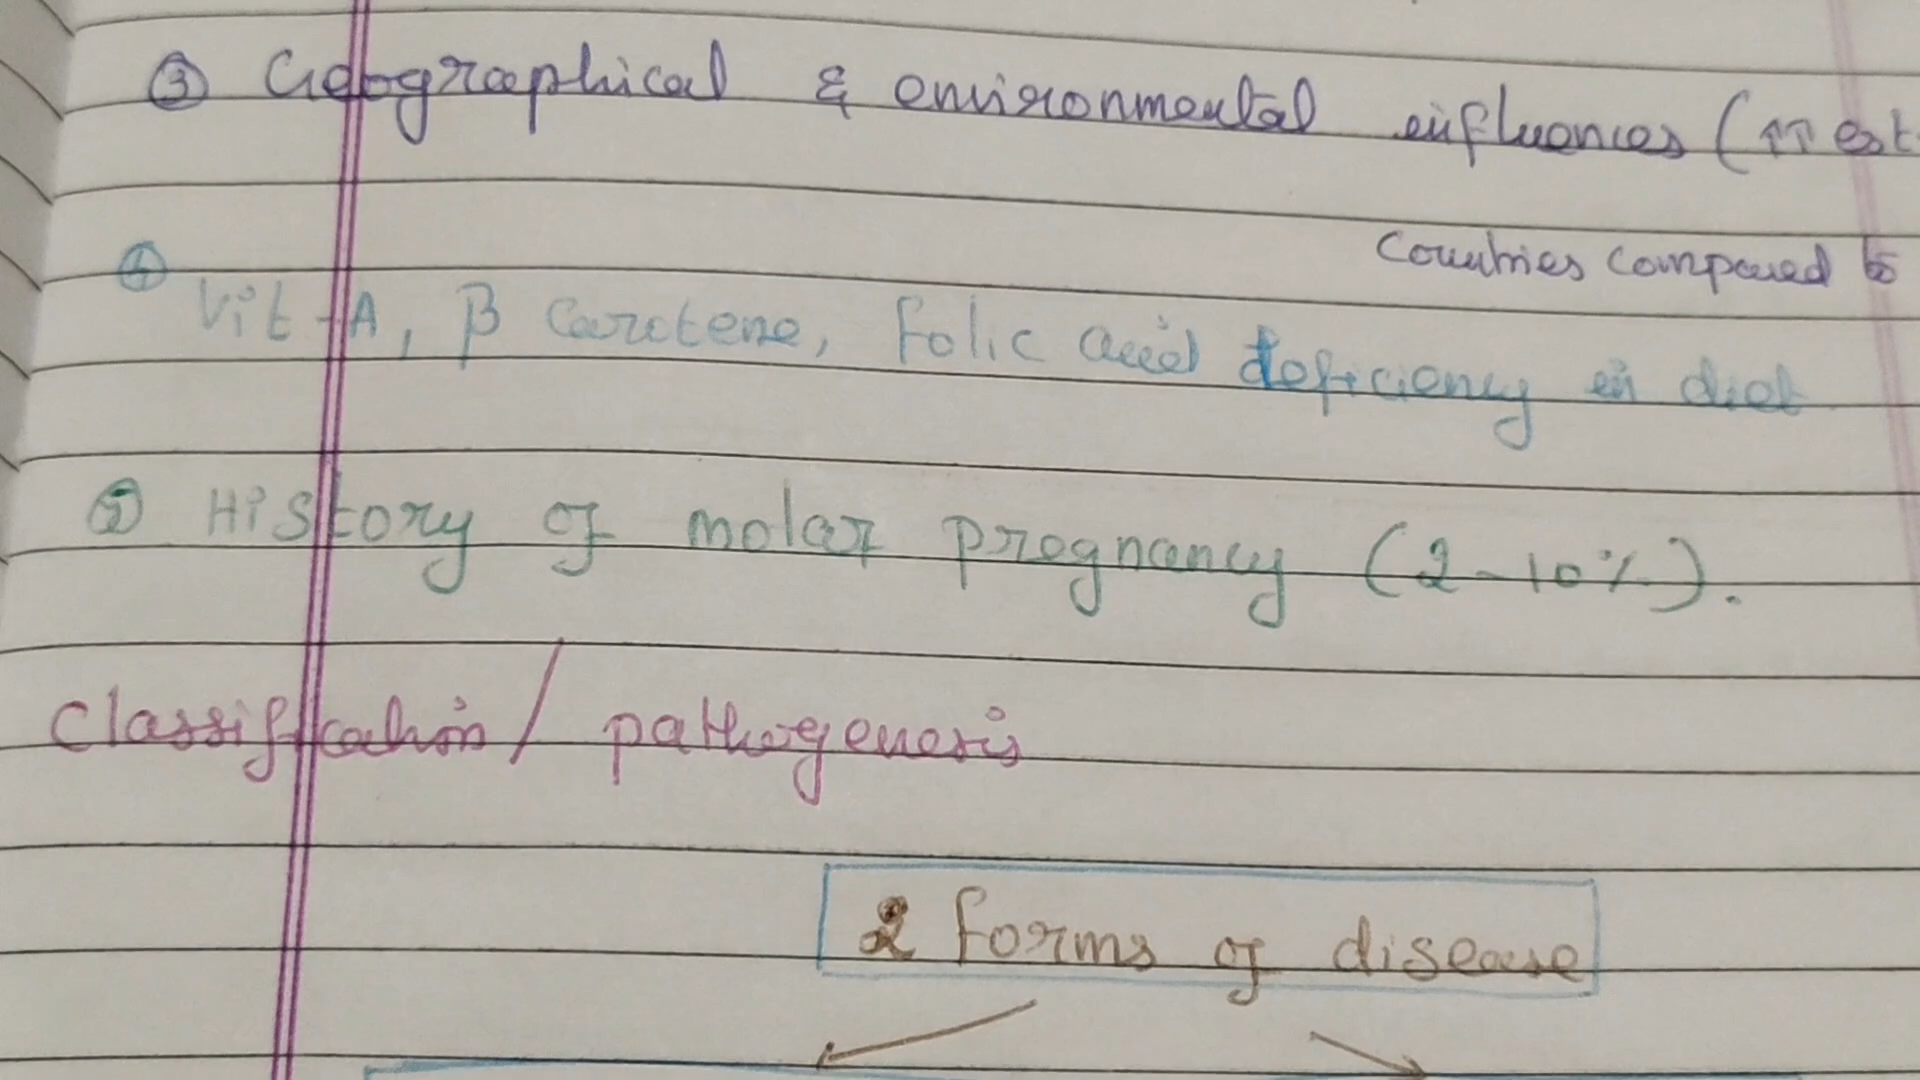 ③ Geographical & environmental influences (↑↑ est
Countries compared to
④ Vit-A, β Carotene, Folic acid deficiency in diet
⑤ History of molar pregnancy (2-10%).
Classification / pathogenesis
2 forms of disease